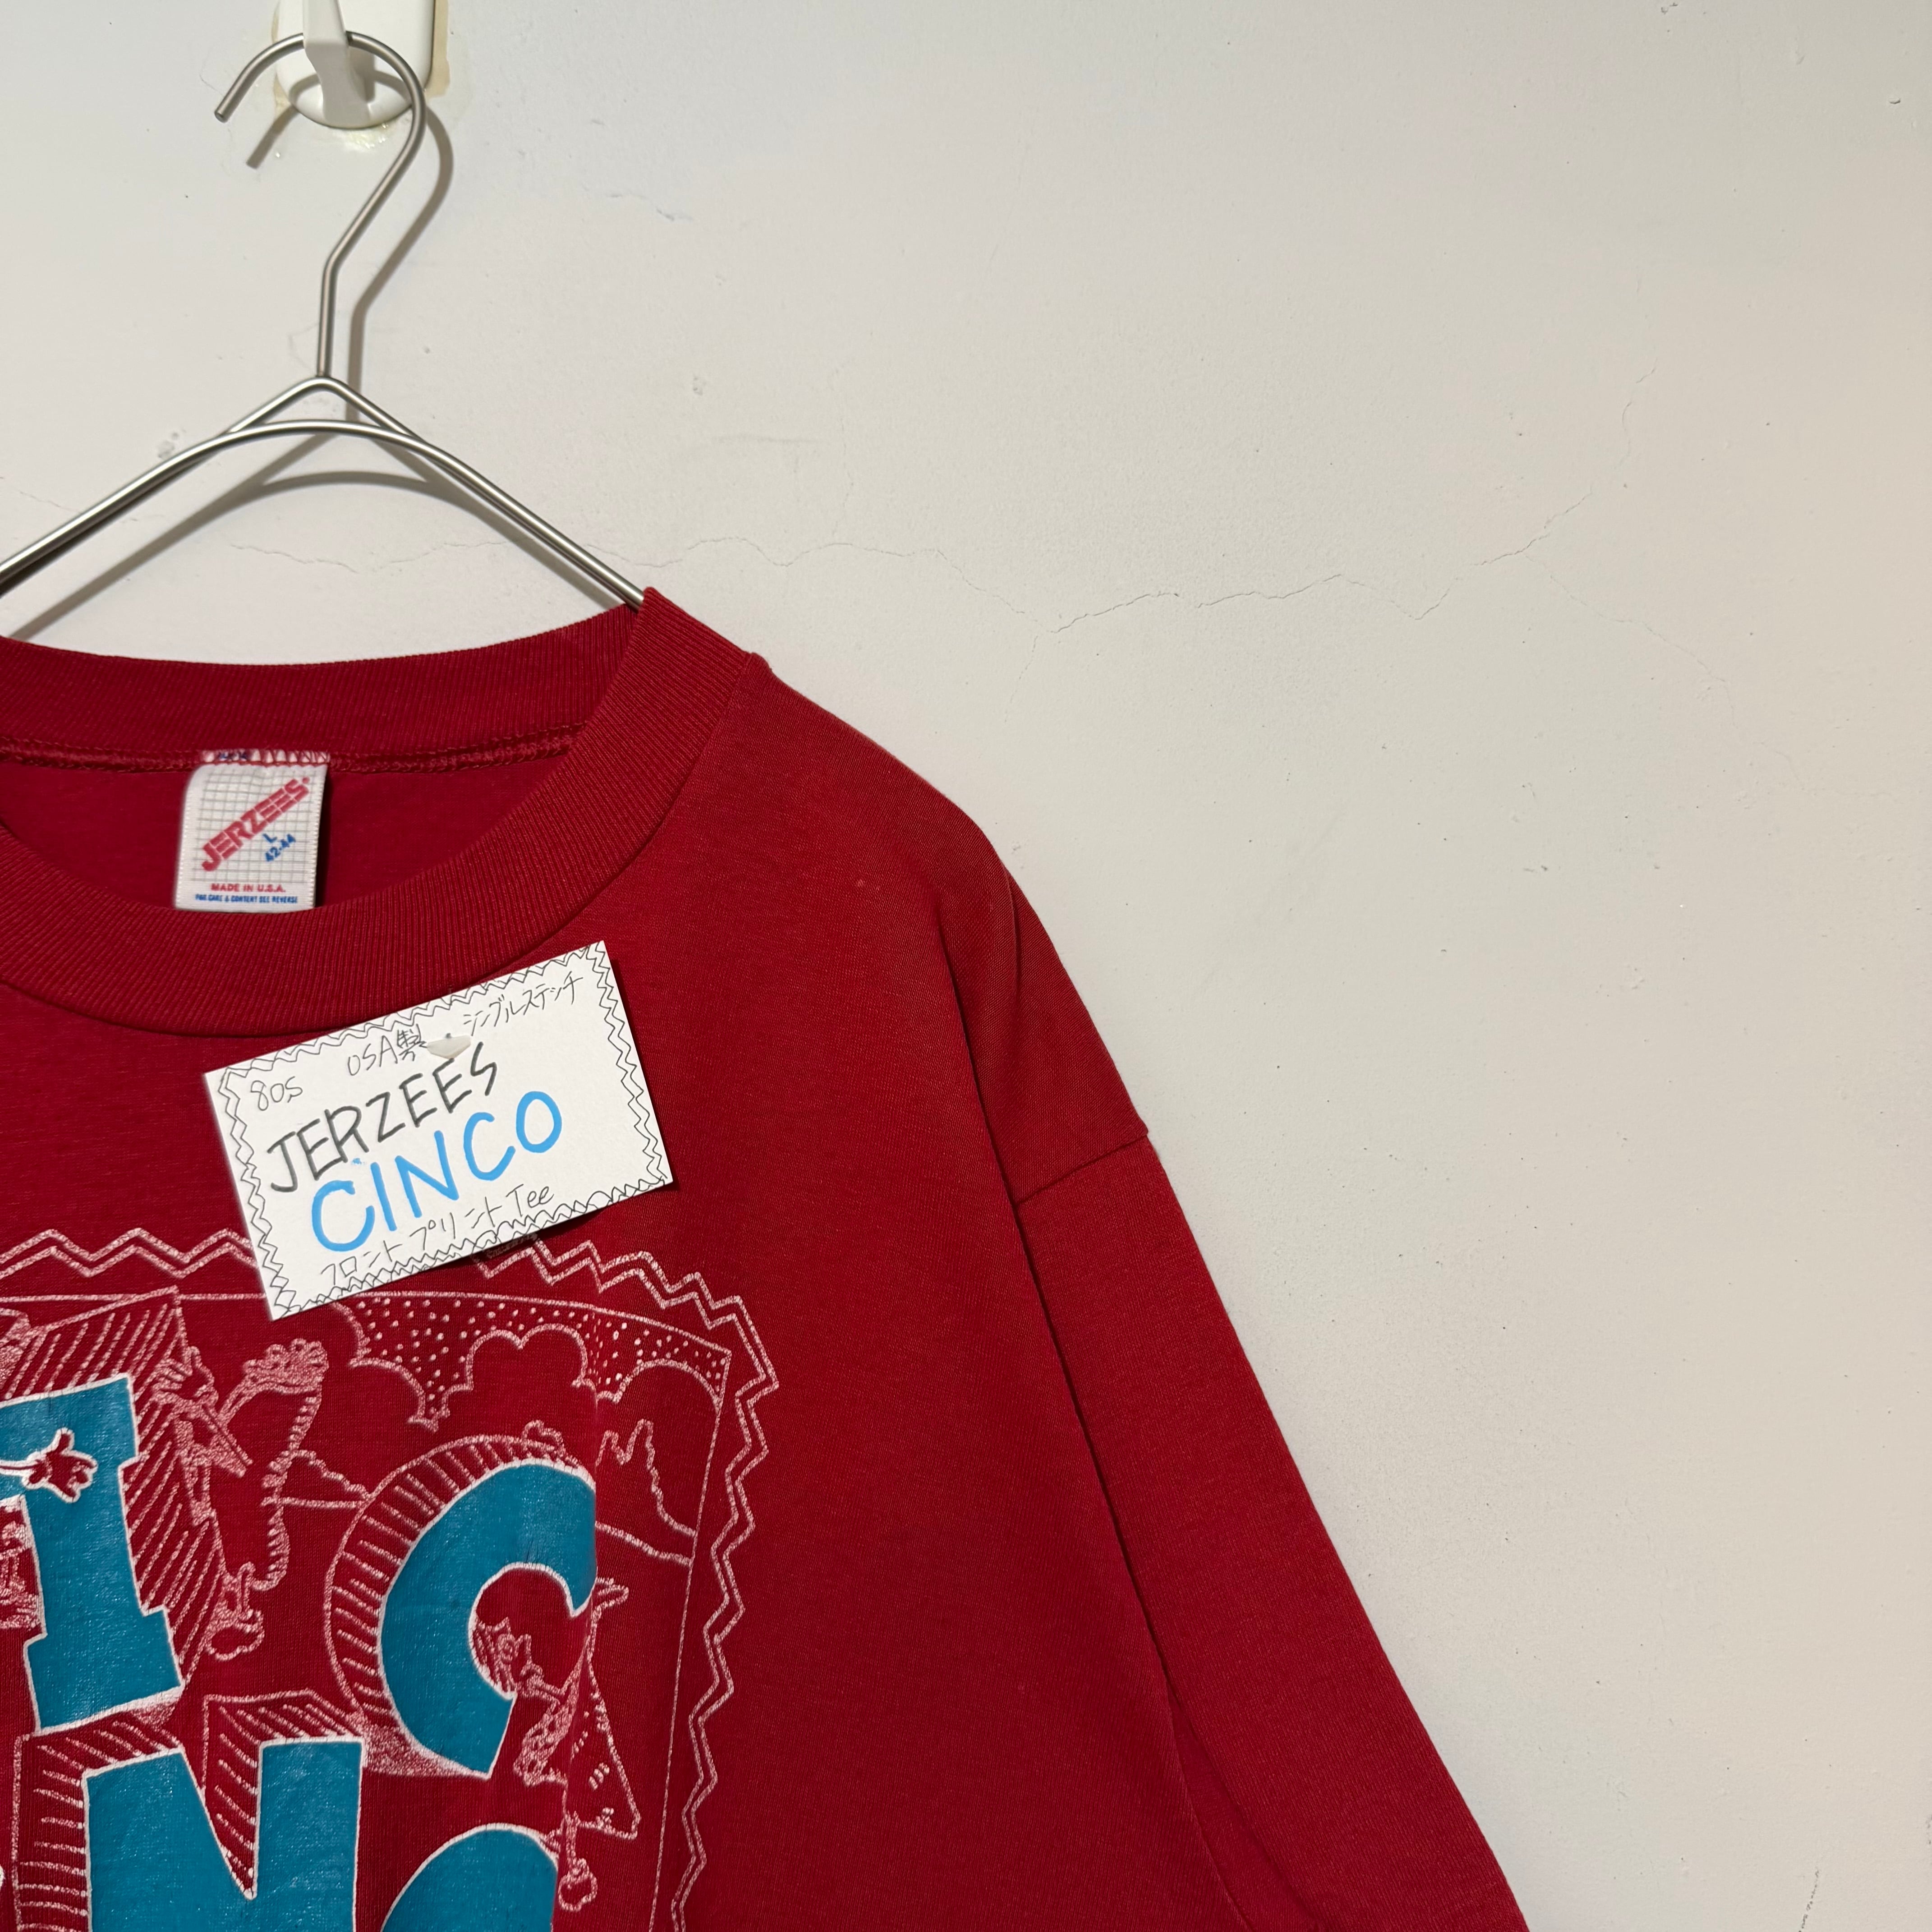 JERZEES
L
42-44
MADE IN U.S.A.
FOR CARE & CONTENT SEE REVERSE
80s USA製 シングルステッチ
JERZEES
CINCO
フロントプリントTee
I C
N C